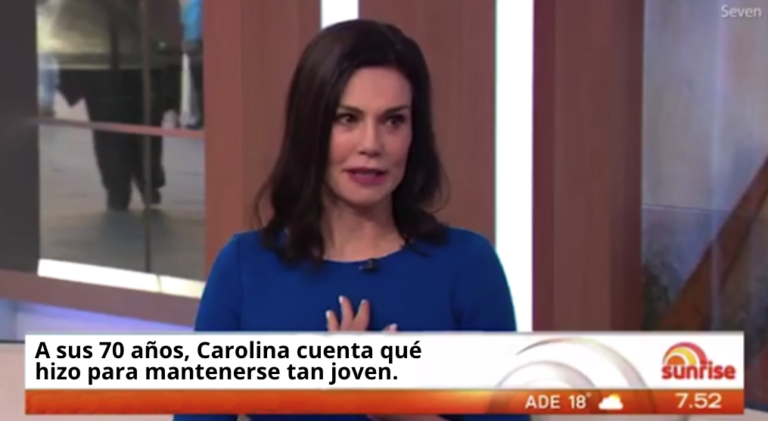 Seven
A sus 70 años, Carolina cuenta qué
hizo para mantenerse tan joven.
sunrise
ADE 18° 7.52